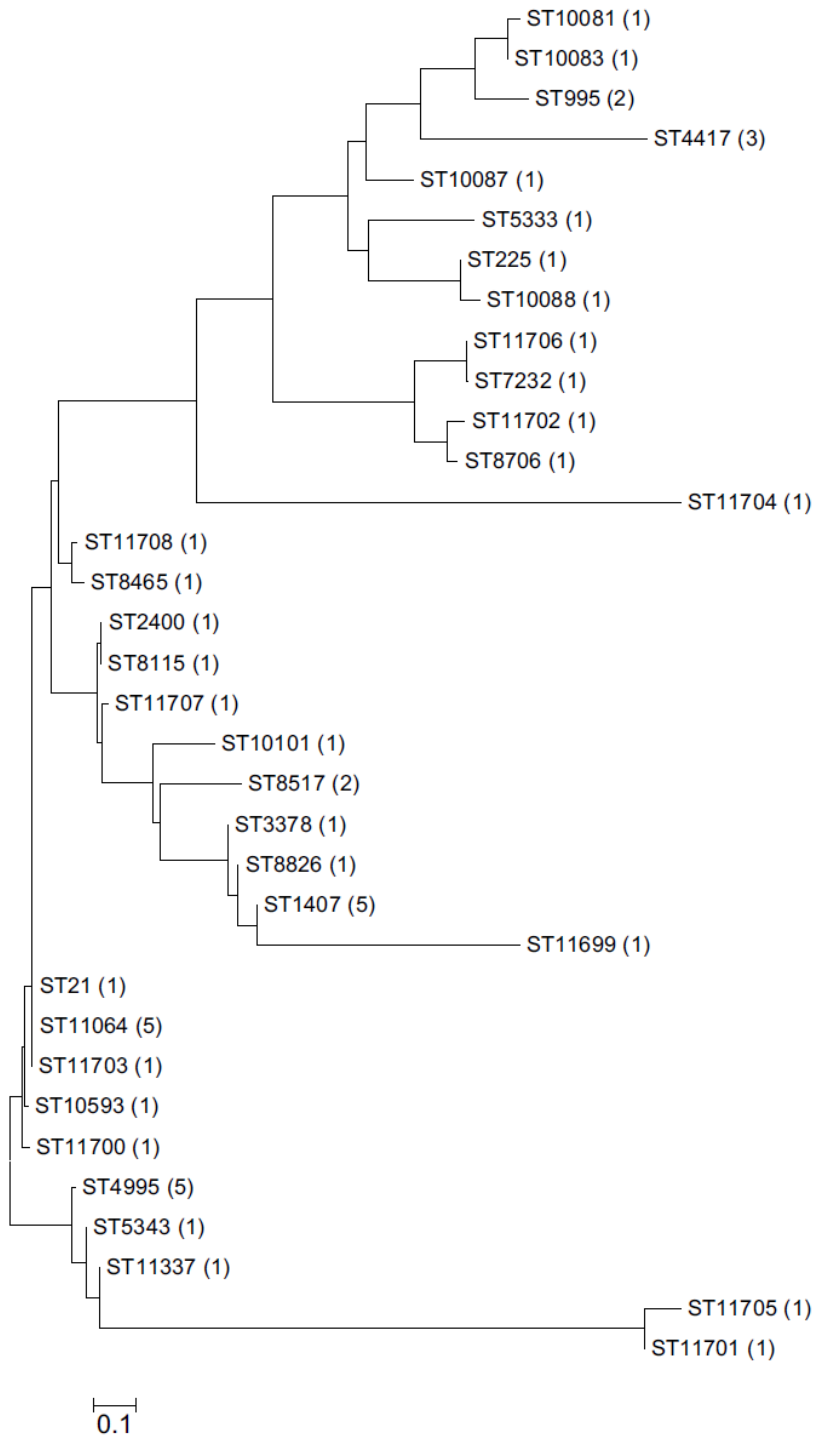 ST10081 (1)
ST10083 (1)
ST995 (2)
ST4417 (3)
ST10087 (1)
ST5333 (1)
ST225 (1)
ST10088 (1)
ST11706 (1)
ST7232 (1)
ST11702 (1)
ST8706 (1)
ST11704 (1)
ST11708 (1)
ST8465 (1)
ST2400 (1)
ST8115 (1)
ST11707 (1)
ST10101 (1)
ST8517 (2)
ST3378 (1)
ST8826 (1)
ST1407 (5)
ST11699 (1)
ST21 (1)
ST11064 (5)
ST11703 (1)
ST10593 (1)
ST11700 (1)
ST4995 (5)
ST5343 (1)
ST11337 (1)
ST11705 (1)
ST11701 (1)
0.1